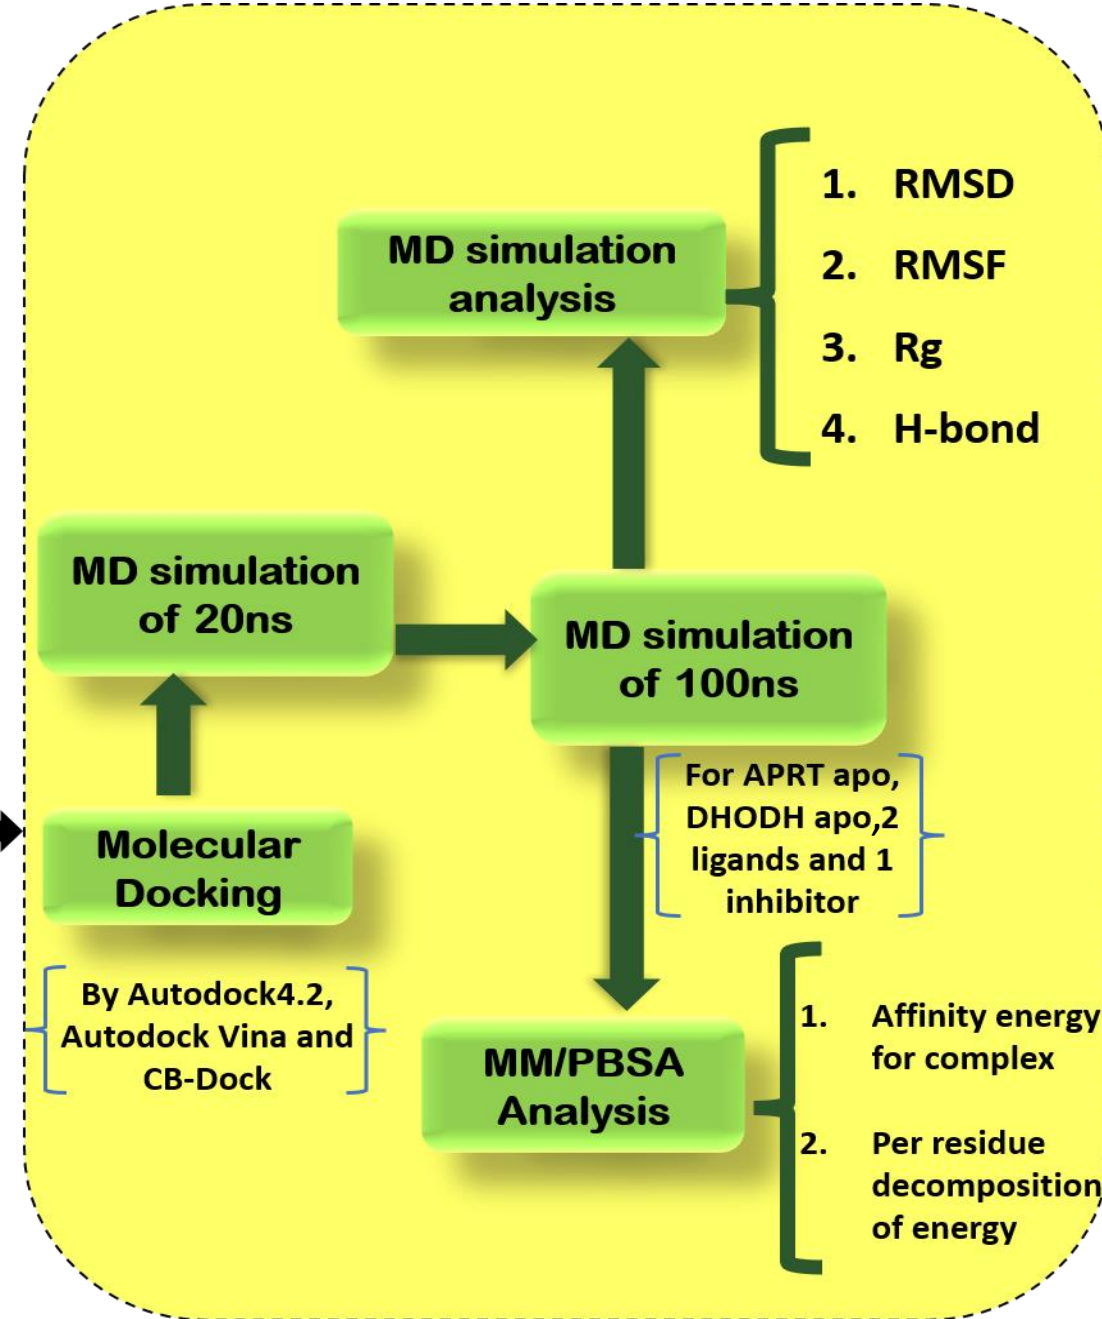 MD simulation
analysis
1. RMSD
2. RMSF
3. Rg
4. H-bond
MD simulation
of 20ns
MD simulation
of 100ns
For APRT apo,
DHODH apo,2
ligands and 1
inhibitor
Molecular
Docking
By Autodock4.2,
Autodock Vina and
CB-Dock
MM/PBSA
Analysis
1. Affinity energy
for complex
2. Per residue
decomposition
of energy